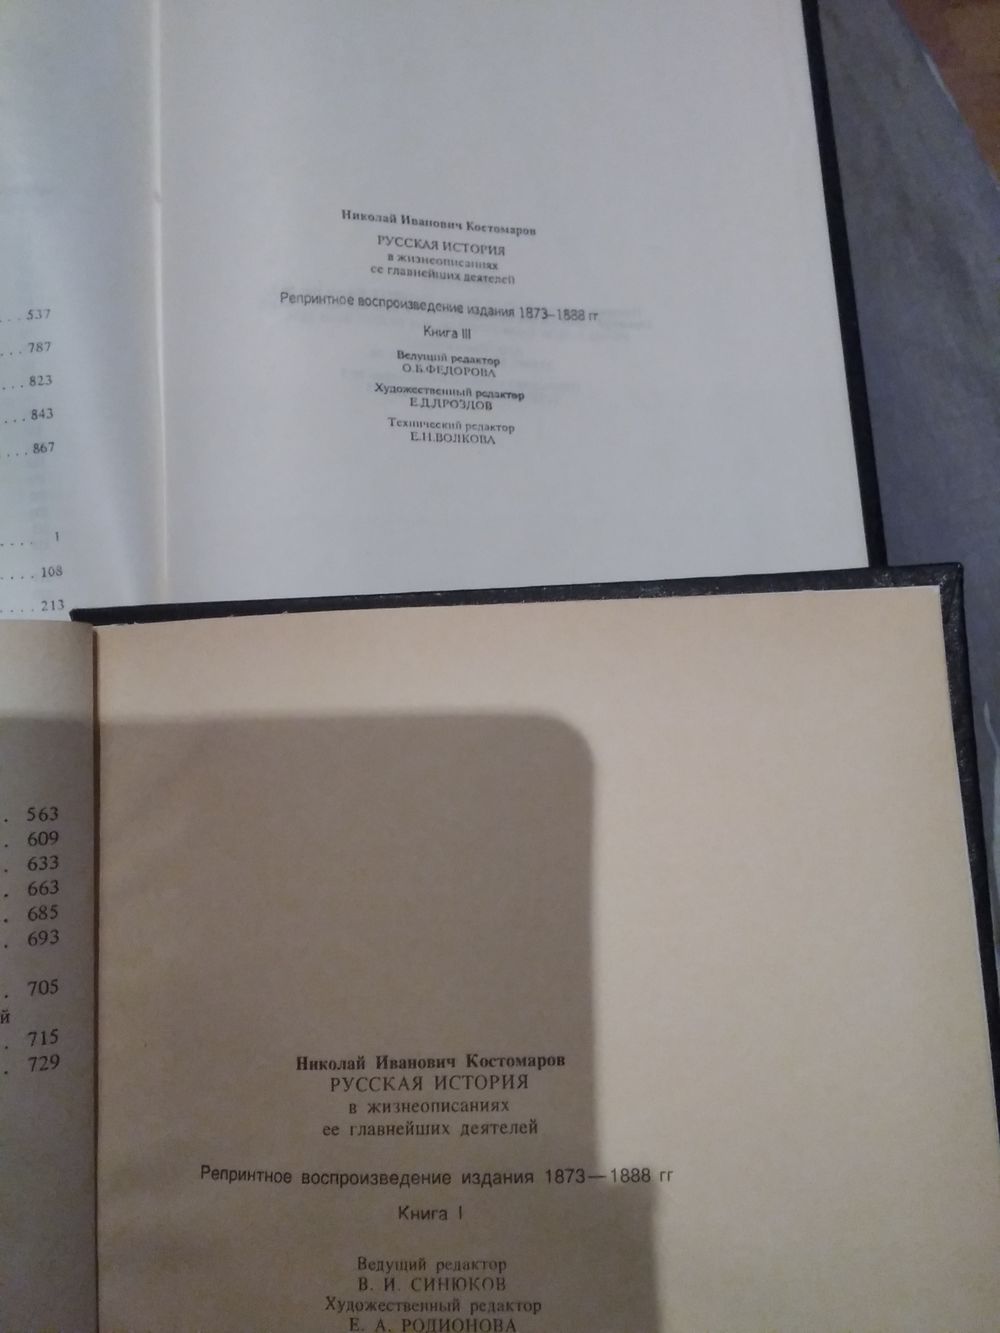 . . . 537
. . . 787
. . . 823
. . . 843
. . . . 867
. . . . 1
. . . . 108
. . . . 213
Николай Иванович Костомаров
РУССКАЯ ИСТОРИЯ
в жизнеописаниях
ее главнейших деятелей
Репринтное воспроизведение издания 1873–1888 гг
Книга III
Ведущий редактор
О.Б.ФЕДОРОВА
Художественный редактор
Е.Д.ДРОЗДОВ
Технический редактор
Е.Н.ВОЛКОВА
. 563
. 609
. 633
. 663
. 685
. 693
. 705
й
. 715
. 729
Николай Иванович Костомаров
РУССКАЯ ИСТОРИЯ
в жизнеописаниях
ее главнейших деятелей
Репринтное воспроизведение издания 1873—1888 гг
Книга I
Ведущий редактор
В. И. СИНЮКОВ
Художественный редактор
Е. А. РОДИОНОВА